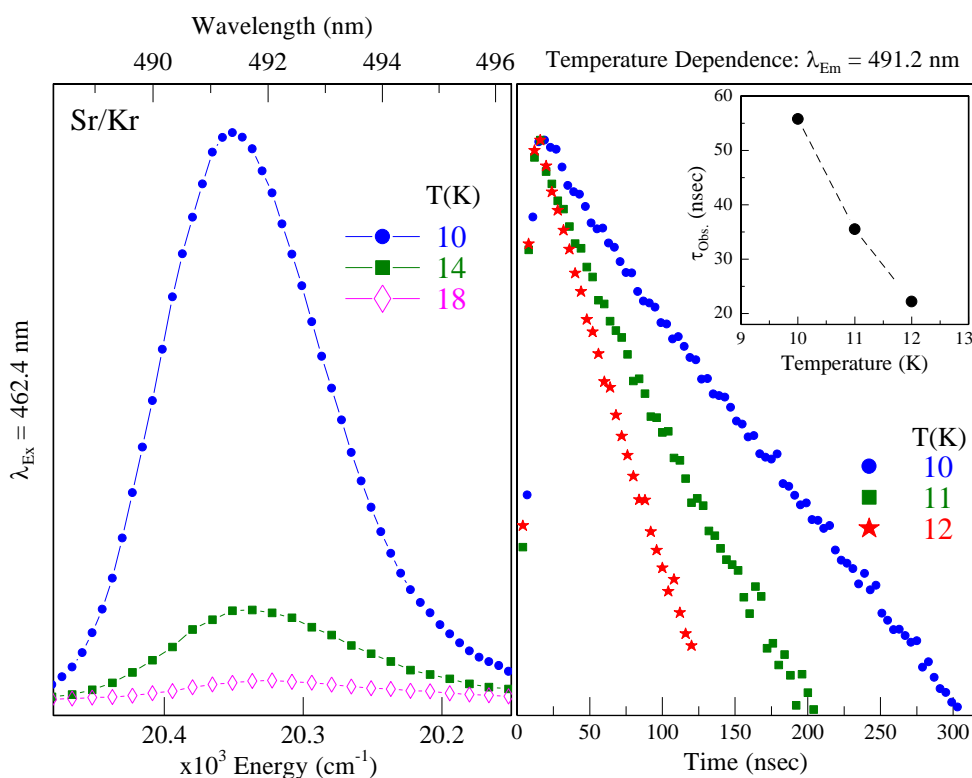 Wavelength (nm)
490 492 494 496
Sr/Kr
T(K)
10
14
18
λEx = 462.4 nm
20.4 20.3 20.2
x10³ Energy (cm⁻¹)
Temperature Dependence: λEm = 491.2 nm
60
50
40
30
20
τObs. (nsec)
9 10 11 12 13
Temperature (K)
T(K)
10
11
12
0 50 100 150 200 250 300
Time (nsec)